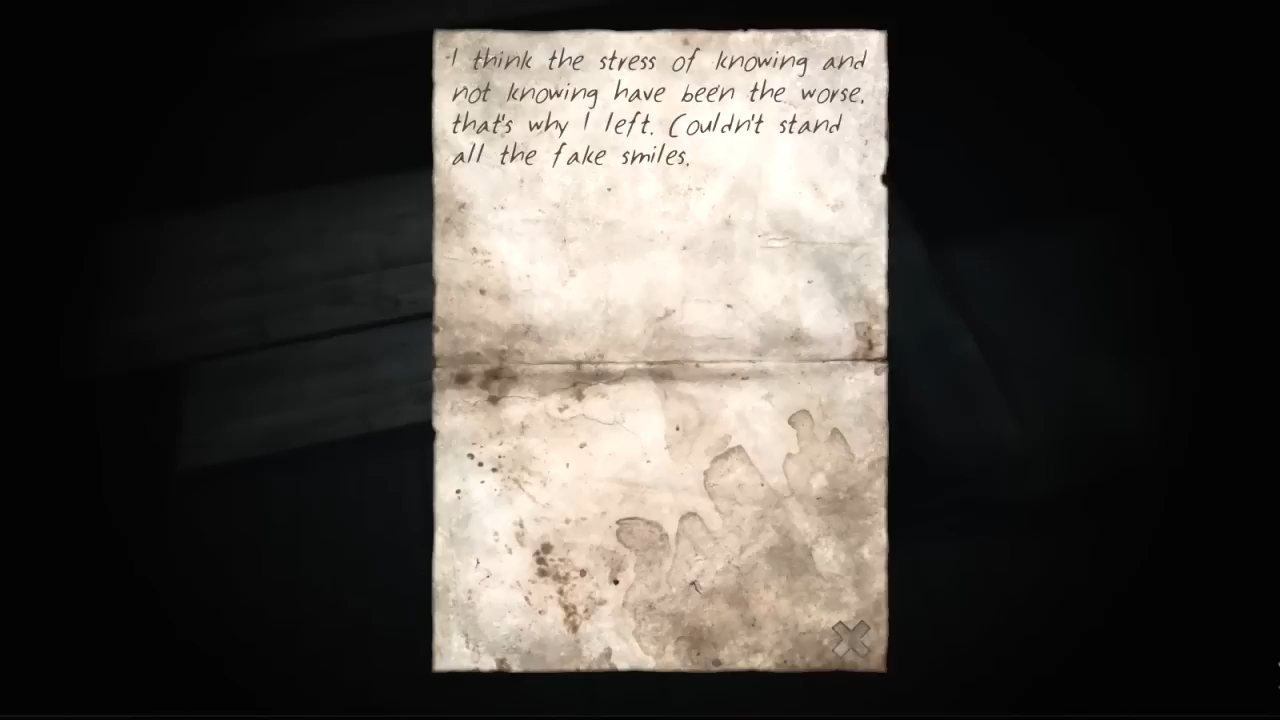 I think the stress of knowing and
not knowing have been the worse,
that's why I left. Couldn't stand
all the fake smiles.